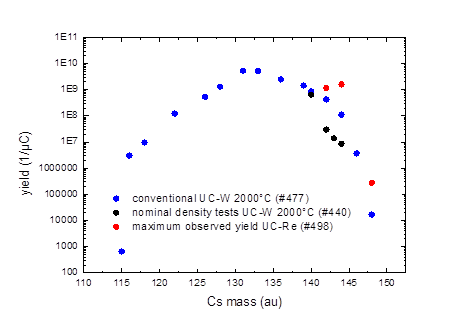 1E11
1E10
1E9
1E8
1E7
1000000
100000
10000
1000
100
yield (1/µC)
conventional UC-W 2000°C (#477)
nominal density tests UC-W 2000°C (#440)
maximum observed yield UC-Re (#498)
110 115 120 125 130 135 140 145 150
Cs mass (au)